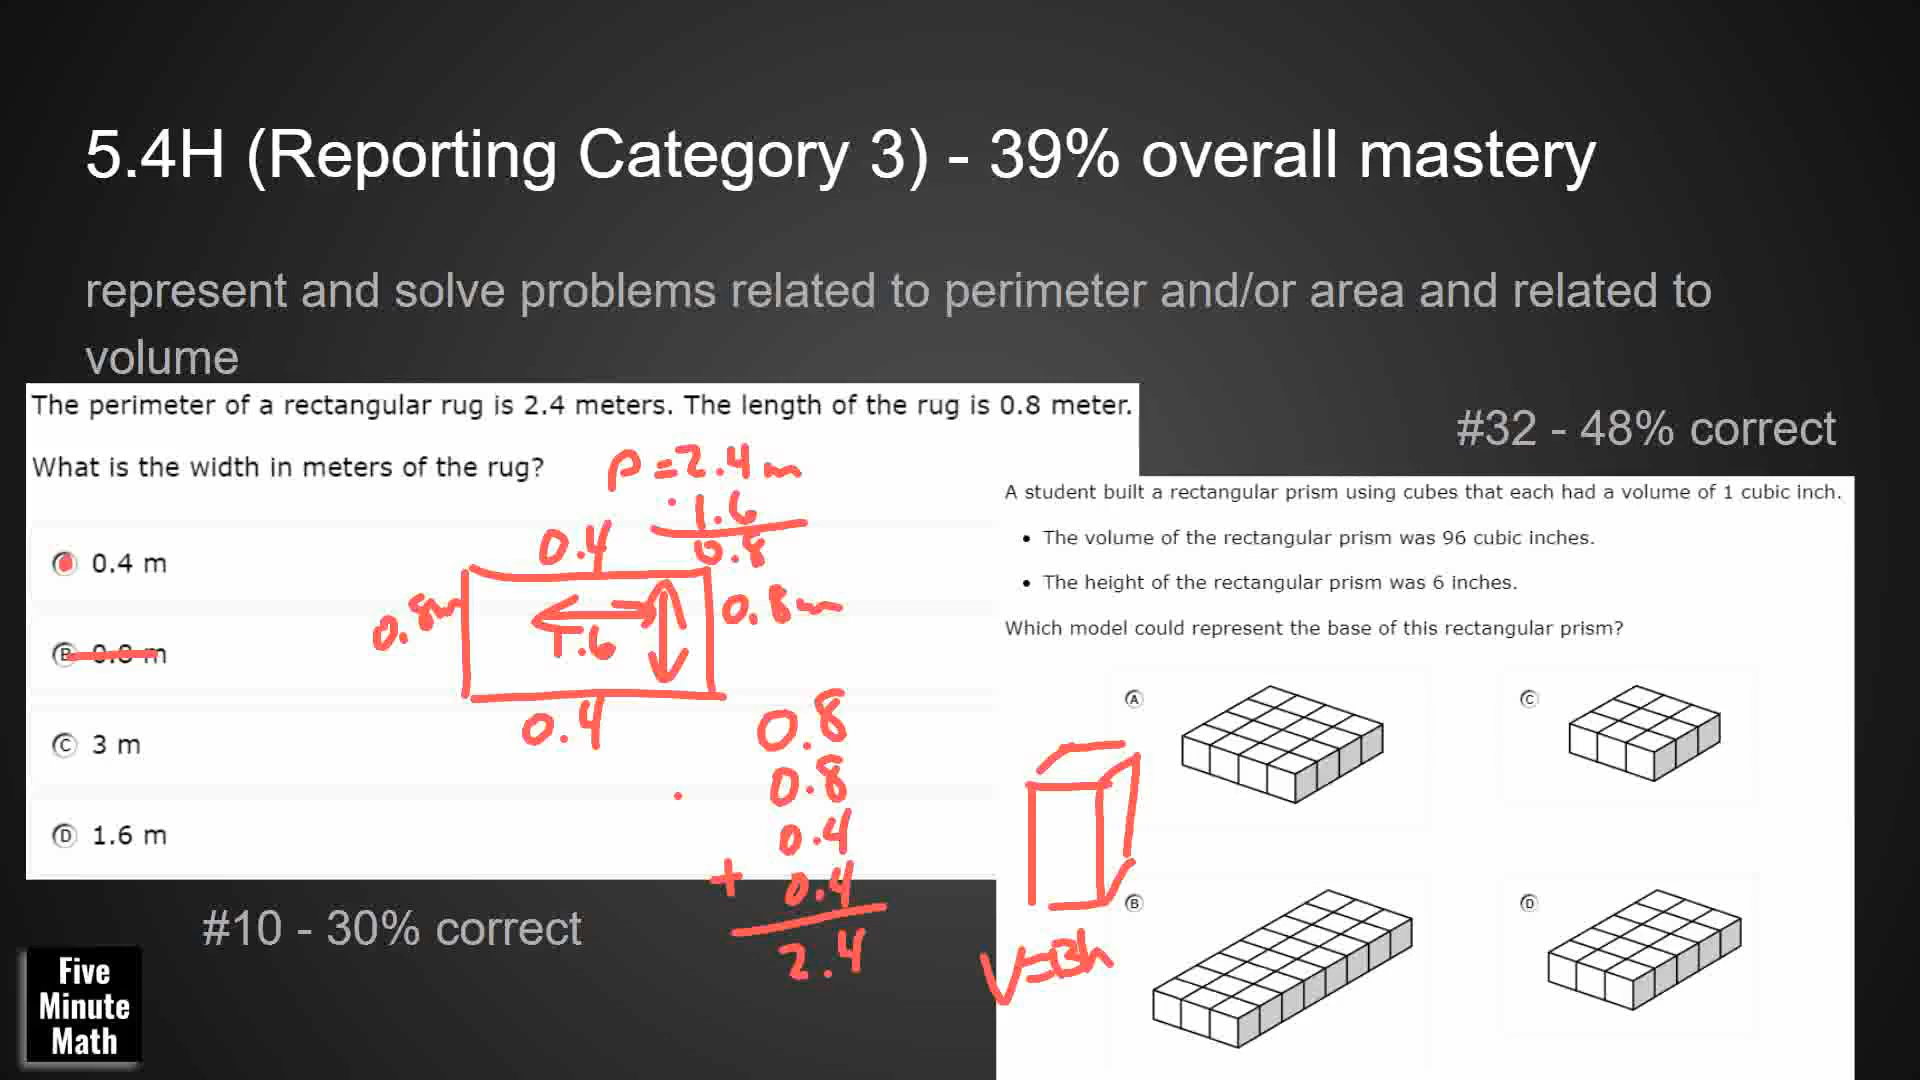 5.4H (Reporting Category 3) - 39% overall mastery
represent and solve problems related to perimeter and/or area and related to
volume
The perimeter of a rectangular rug is 2.4 meters. The length of the rug is 0.8 meter.
What is the width in meters of the rug?
A 0.4 m
B 0.8 m
C 3 m
D 1.6 m
P = 2.4 m
1.6
0.8
0.4
0.8m
0.8m
1.6
0.4
0.8
0.8
0.4
+ 0.4
2.4
#10 - 30% correct
#32 - 48% correct
A student built a rectangular prism using cubes that each had a volume of 1 cubic inch.
• The volume of the rectangular prism was 96 cubic inches.
• The height of the rectangular prism was 6 inches.
Which model could represent the base of this rectangular prism?
A
C
B
D
V=Bh
Five
Minute
Math